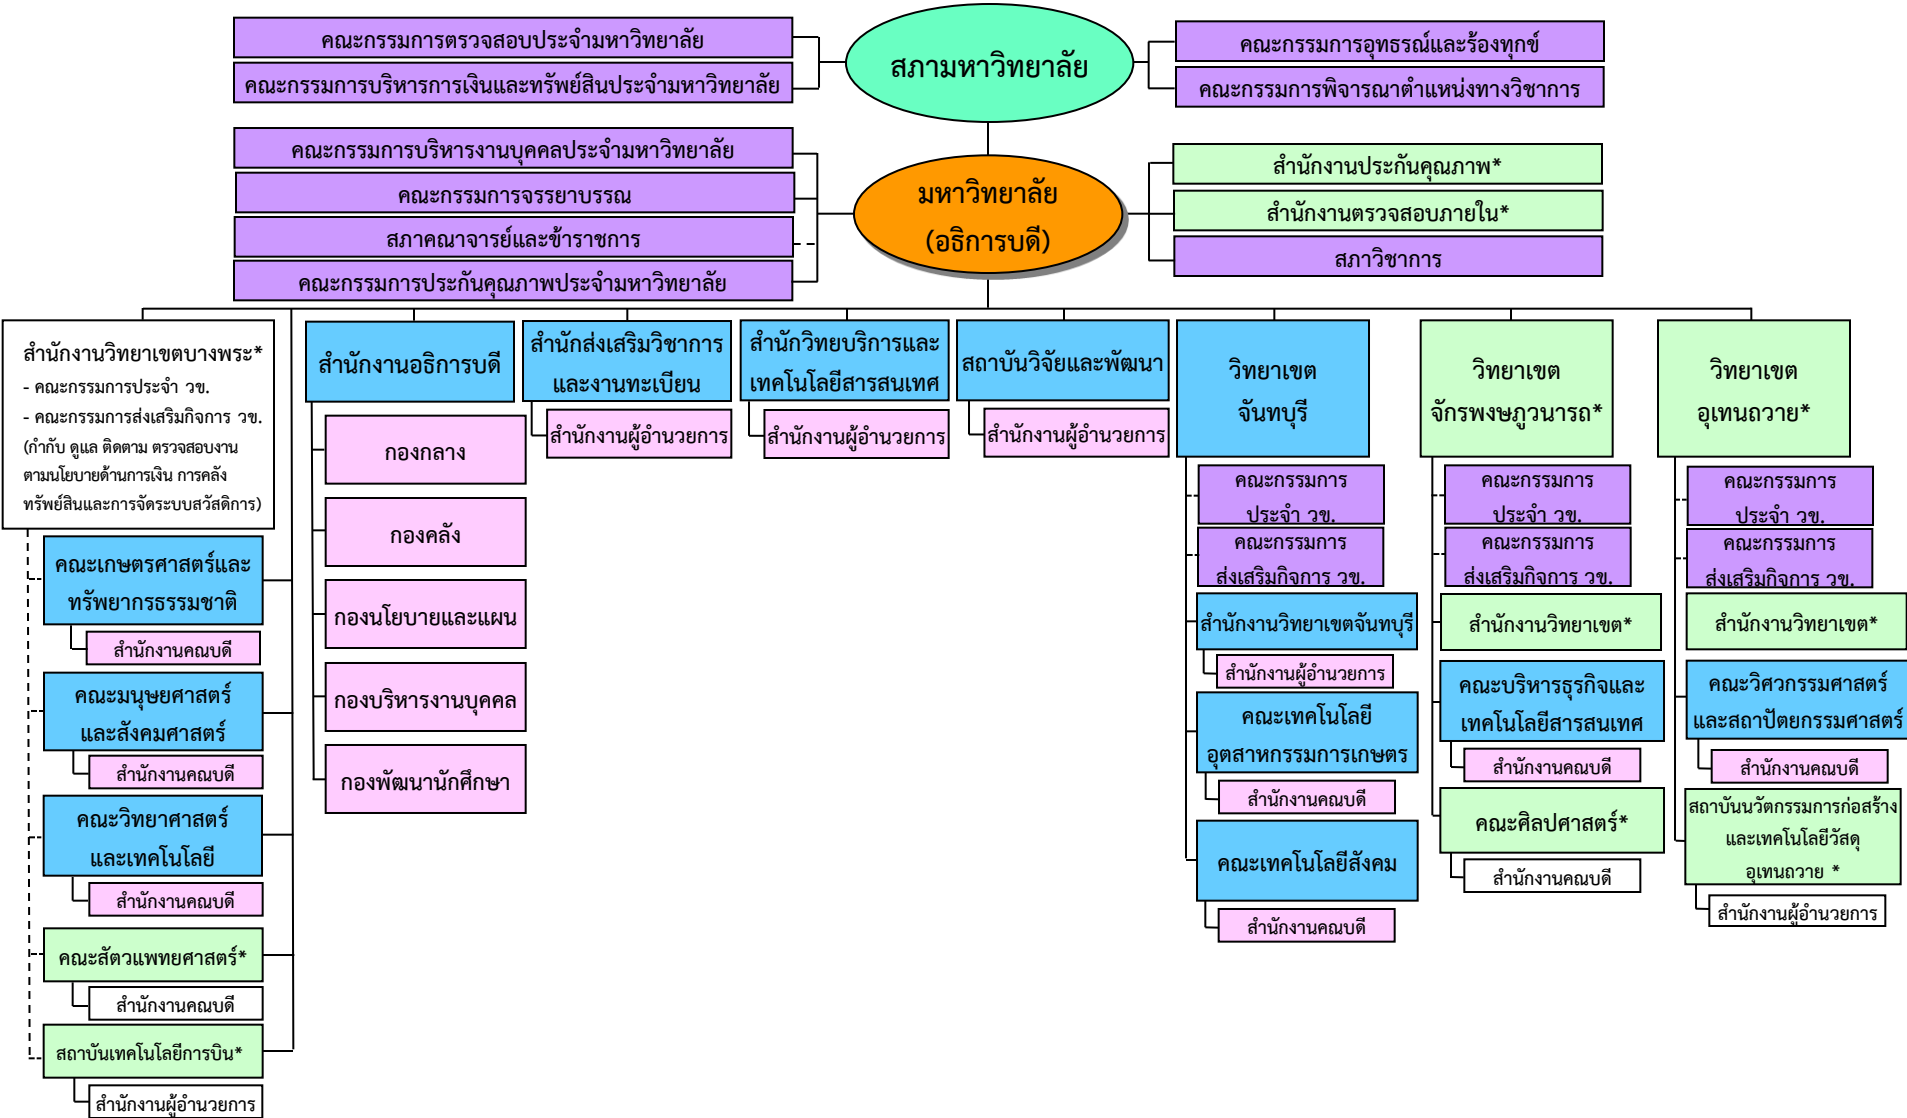 คณะกรรมการตรวจสอบประจำมหาวิทยาลัย
คณะกรรมการบริหารการเงินและทรัพย์สินประจำมหาวิทยาลัย
สภามหาวิทยาลัย
คณะกรรมการอุทธรณ์และร้องทุกข์
คณะกรรมการพิจารณาตำแหน่งทางวิชาการ
คณะกรรมการบริหารงานบุคคลประจำมหาวิทยาลัย
คณะกรรมการจรรยาบรรณ
สภาคณาจารย์และข้าราชการ
คณะกรรมการประกันคุณภาพประจำมหาวิทยาลัย
มหาวิทยาลัย
(อธิการบดี)
สำนักงานประกันคุณภาพ*
สำนักงานตรวจสอบภายใน*
สภาวิชาการ
สำนักงานวิทยาเขตบางพระ*
- คณะกรรมการประจำ วข.
- คณะกรรมการส่งเสริมกิจการ วข.
(กำกับ ดูแล ติดตาม ตรวจสอบงาน
ตามนโยบายด้านการเงิน การคลัง
ทรัพย์สินและการจัดระบบสวัสดิการ)
คณะเกษตรศาสตร์และ
ทรัพยากรธรรมชาติ
สำนักงานคณบดี
คณะมนุษยศาสตร์
และสังคมศาสตร์
สำนักงานคณบดี
คณะวิทยาศาสตร์
และเทคโนโลยี
สำนักงานคณบดี
คณะสัตวแพทยศาสตร์*
สำนักงานคณบดี
สถาบันเทคโนโลยีการบิน*
สำนักงานผู้อำนวยการ
สำนักงานอธิการบดี
กองกลาง
กองคลัง
กองนโยบายและแผน
กองบริหารงานบุคคล
กองพัฒนานักศึกษา
สำนักส่งเสริมวิชาการ
และงานทะเบียน
สำนักงานผู้อำนวยการ
สำนักวิทยบริการและ
เทคโนโลยีสารสนเทศ
สำนักงานผู้อำนวยการ
สถาบันวิจัยและพัฒนา
สำนักงานผู้อำนวยการ
วิทยาเขต
จันทบุรี
คณะกรรมการ
ประจำ วข.
คณะกรรมการ
ส่งเสริมกิจการ วข.
สำนักงานวิทยาเขตจันทบุรี
สำนักงานผู้อำนวยการ
คณะเทคโนโลยี
อุตสาหกรรมการเกษตร
สำนักงานคณบดี
คณะเทคโนโลยีสังคม
สำนักงานคณบดี
วิทยาเขต
จักรพงษภูวนารถ*
คณะกรรมการ
ประจำ วข.
คณะกรรมการ
ส่งเสริมกิจการ วข.
สำนักงานวิทยาเขต*
คณะบริหารธุรกิจและ
เทคโนโลยีสารสนเทศ
สำนักงานคณบดี
คณะศิลปศาสตร์*
สำนักงานคณบดี
วิทยาเขต
อุเทนถวาย*
คณะกรรมการ
ประจำ วข.
คณะกรรมการ
ส่งเสริมกิจการ วข.
สำนักงานวิทยาเขต*
คณะวิศวกรรมศาสตร์
และสถาปัตยกรรมศาสตร์
สำนักงานคณบดี
สถาบันนวัตกรรมการก่อสร้าง
และเทคโนโลยีวัสดุ
อุเทนถวาย *
สำนักงานผู้อำนวยการ